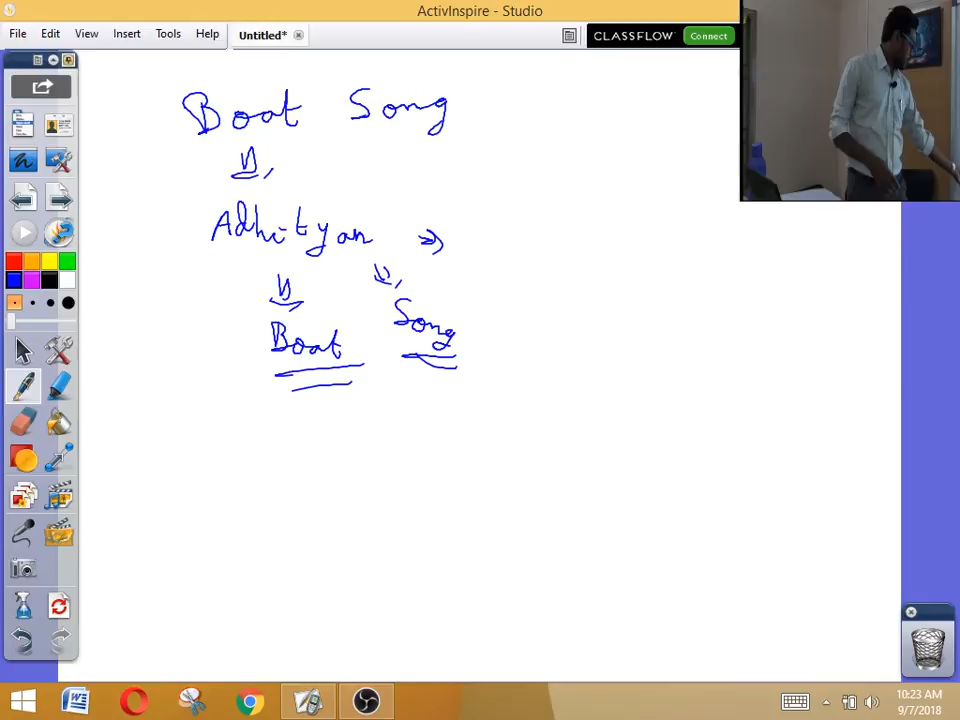 ActivInspire - Studio
File Edit View Insert Tools Help Untitled* CLASSFLOW Connect
Boat Song
Adhityan
Song
Boat
10:23 AM
9/7/2018